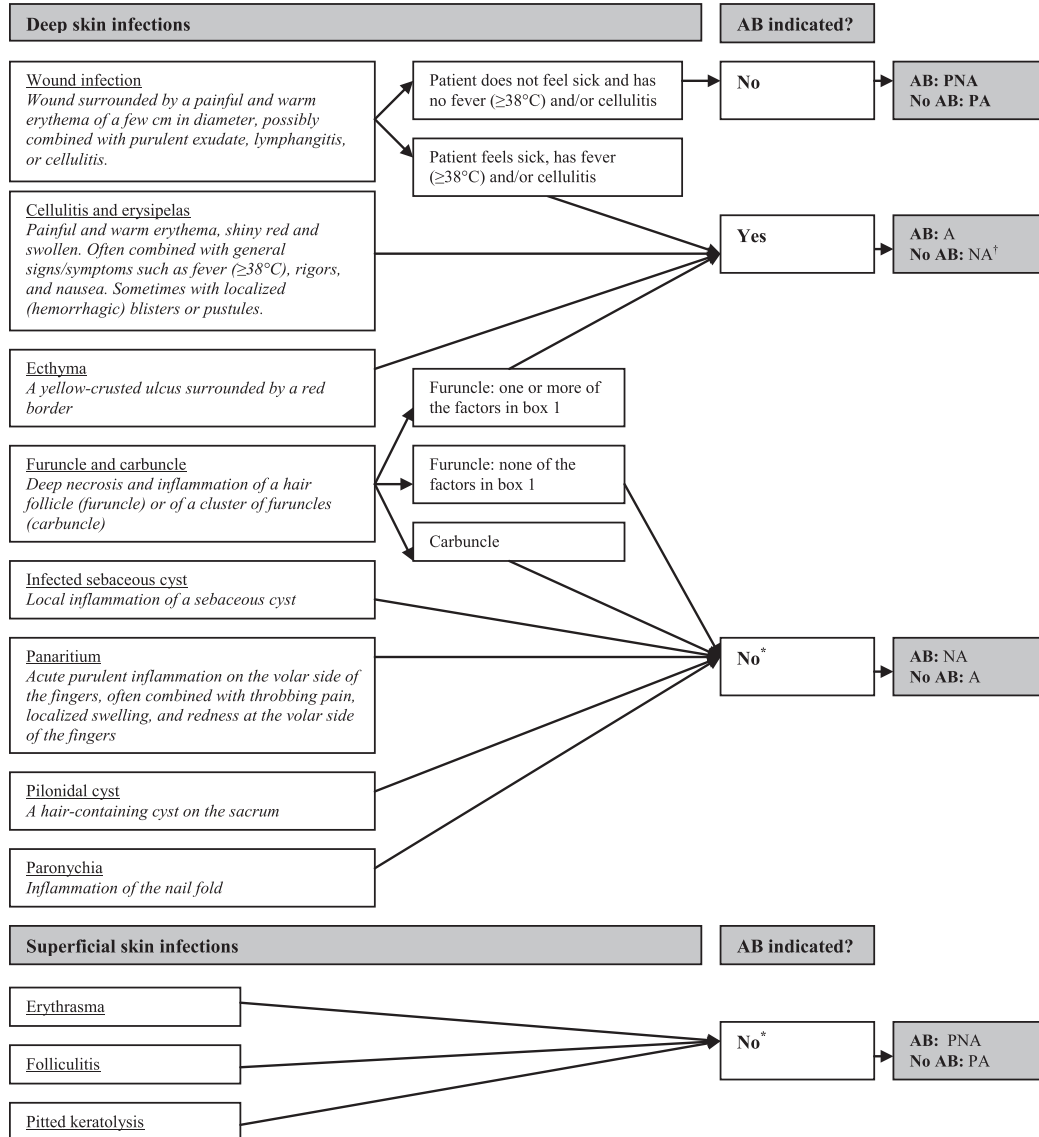 Deep skin infections
AB indicated?
Wound infection
Wound surrounded by a painful and warm
erythema of a few cm in diameter, possibly
combined with purulent exudate, lymphangitis,
or cellulitis.
Patient does not feel sick and has
no fever (≥38°C) and/or cellulitis
No
AB: PNA
No AB: PA
Patient feels sick, has fever
(≥38°C) and/or cellulitis
Cellulitis and erysipelas
Painful and warm erythema, shiny red and
swollen. Often combined with general
signs/symptoms such as fever (≥38°C), rigors,
and nausea. Sometimes with localized
(hemorrhagic) blisters or pustules.
Yes
AB: A
No AB: NA†
Ecthyma
A yellow-crusted ulcus surrounded by a red
border
Furuncle: one or more of
the factors in box 1
Furuncle and carbuncle
Deep necrosis and inflammation of a hair
follicle (furuncle) or of a cluster of furuncles
(carbuncle)
Furuncle: none of the
factors in box 1
Carbuncle
Infected sebaceous cyst
Local inflammation of a sebaceous cyst
Panaritium
Acute purulent inflammation on the volar side of
the fingers, often combined with throbbing pain,
localized swelling, and redness at the volar side
of the fingers
No*
AB: NA
No AB: A
Pilonidal cyst
A hair-containing cyst on the sacrum
Paronychia
Inflammation of the nail fold
Superficial skin infections
AB indicated?
Erythrasma
Folliculitis
Pitted keratolysis
No*
AB: PNA
No AB: PA